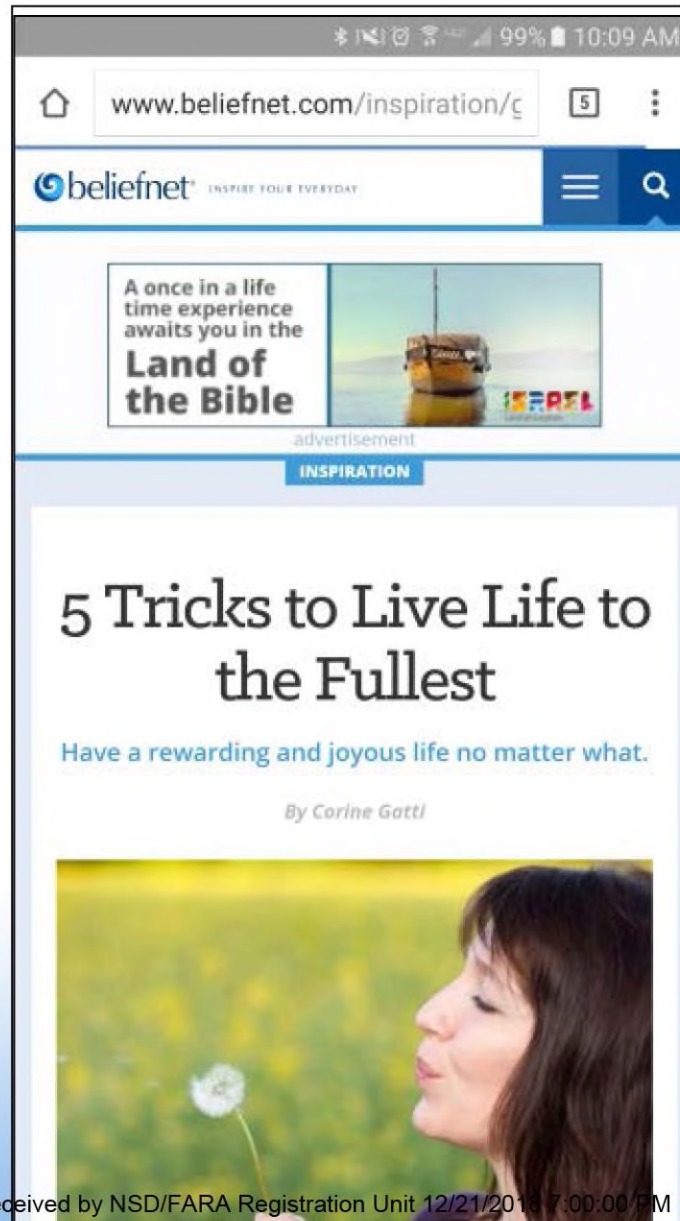 99% 10:09 AM
www.beliefnet.com/inspiration/g
5
beliefnet INSPIRE YOUR EVERYDAY
A once in a life
time experience
awaits you in the
Land of
the Bible
ISRAEL
advertisement
INSPIRATION
5 Tricks to Live Life to
the Fullest
Have a rewarding and joyous life no matter what.
By Corine Gatti
ceived by NSD/FARA Registration Unit 12/21/2018 7:00:00 PM